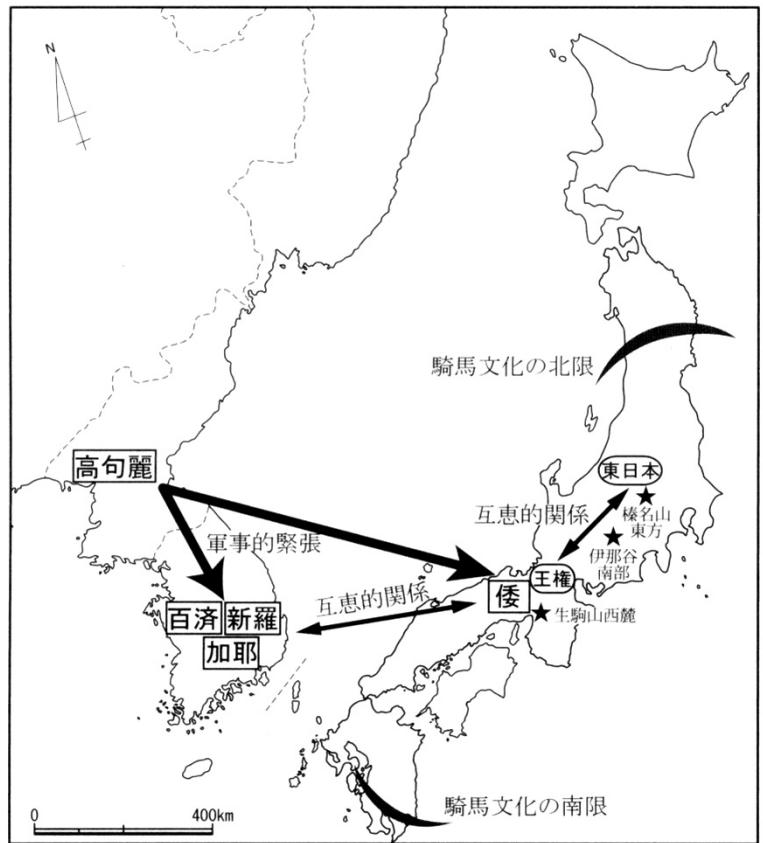 N
騎馬文化の北限
高句麗
東日本
榛名山
東方
互恵的関係
軍事的緊張
伊那谷
南部
王権
倭
百済
新羅
互恵的関係
生駒山西麓
加耶
騎馬文化の南限
0
400km